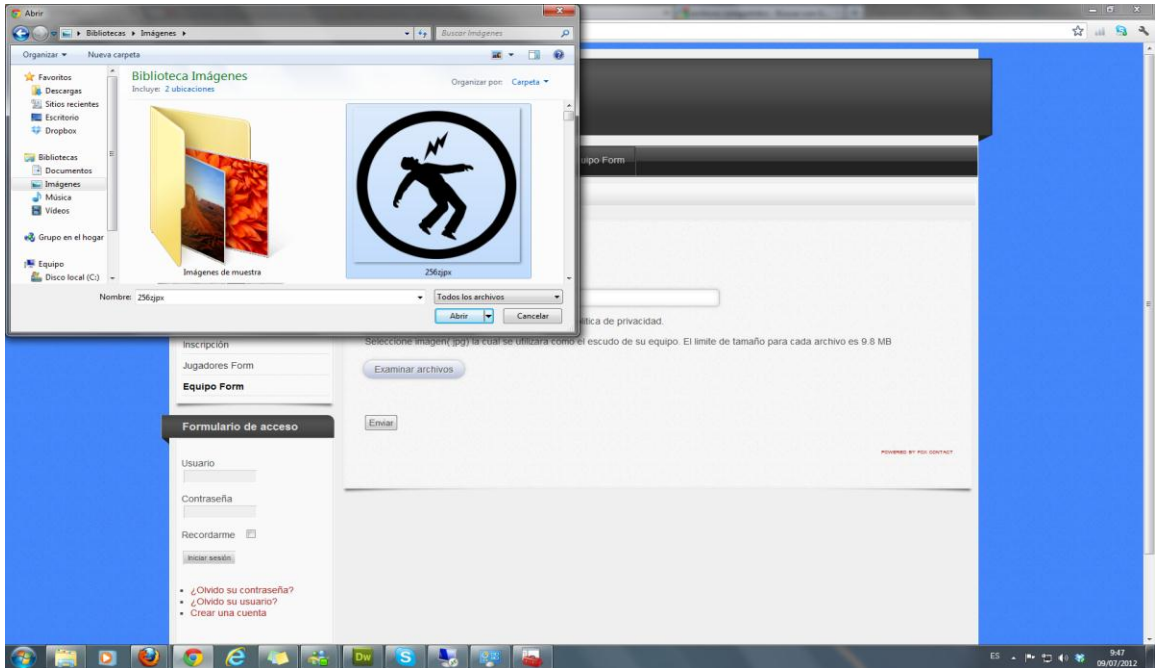 Abrir
Bibliotecas ▸ Imágenes ▸
Buscar Imágenes
Organizar
Nueva carpeta
Favoritos
Descargas
Sitios recientes
Escritorio
Dropbox
Bibliotecas
Documentos
Imágenes
Música
Vídeos
Grupo en el hogar
Equipo
Disco local (C:)
Biblioteca Imágenes
Incluye: 2 ubicaciones
Organizar por: Carpeta
Imágenes de muestra
256zjpx
Nombre: 256zjpx
Todos los archivos
Abrir
Cancelar
uipo Form
lítica de privacidad.
Seleccione imagen(.jpg) la cual se utilizara como el escudo de su equipo. El limite de tamaño para cada archivo es 9.8 MB
Examinar archivos
Enviar
POWERED BY FOX CONTACT
Inscripción
Jugadores Form
Equipo Form
Formulario de acceso
Usuario
Contraseña
Recordarme
Iniciar sesión
¿Olvido su contraseña?
¿Olvido su usuario?
Crear una cuenta
Dw
ES
9:47
09/07/2012